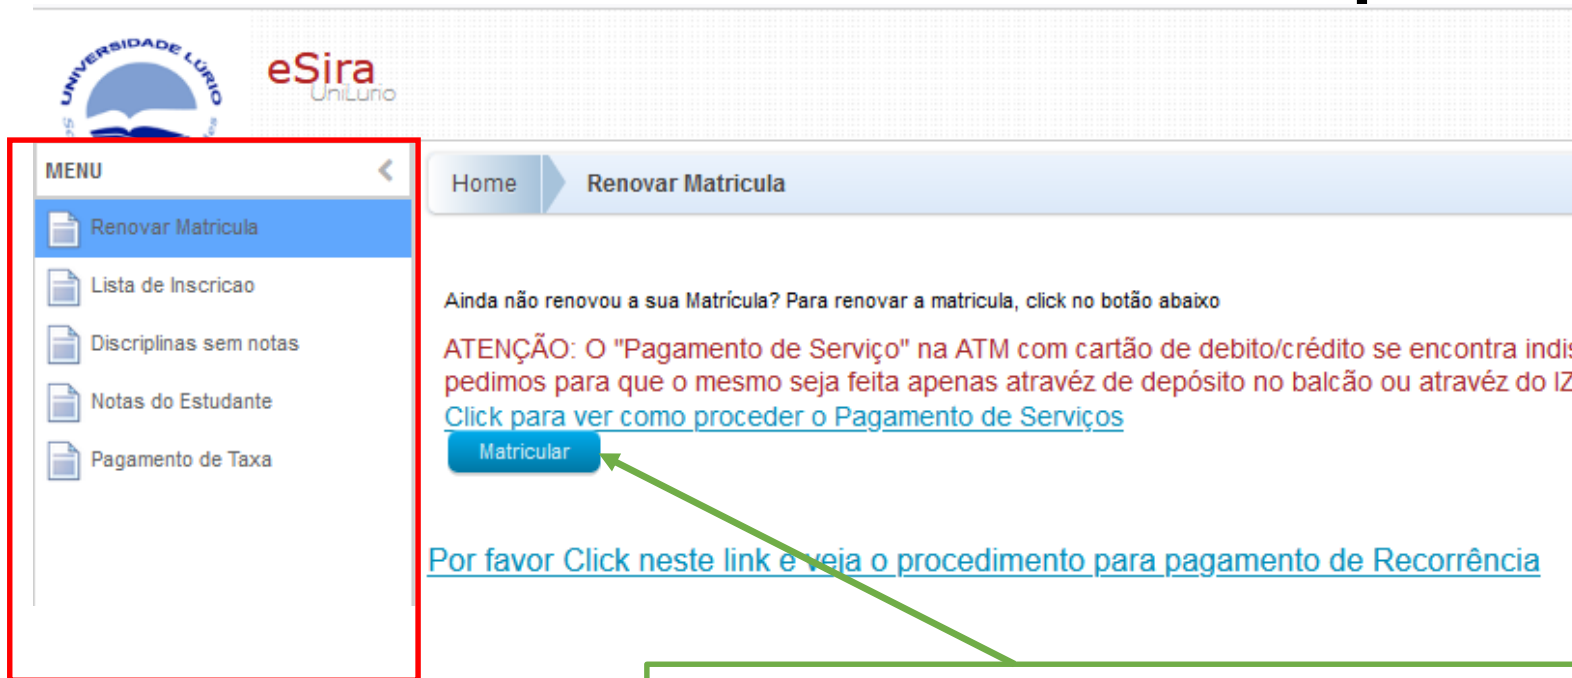 UNIVERSIDADE LÚRIO
eSira
UniLurio
MENU
Home
Renovar Matricula
Renovar Matricula
Lista de Inscricao
Discriplinas sem notas
Notas do Estudante
Pagamento de Taxa
Ainda não renovou a sua Matrícula? Para renovar a matricula, click no botão abaixo
ATENÇÃO: O "Pagamento de Serviço" na ATM com cartão de debito/crédito se encontra
pedimos para que o mesmo seja feita apenas atravéz de depósito no balcão ou atravéz do
Click para ver como proceder o Pagamento de Serviços
Matricular
Por favor Click neste link e veja o procedimento para pagamento de Recorrência